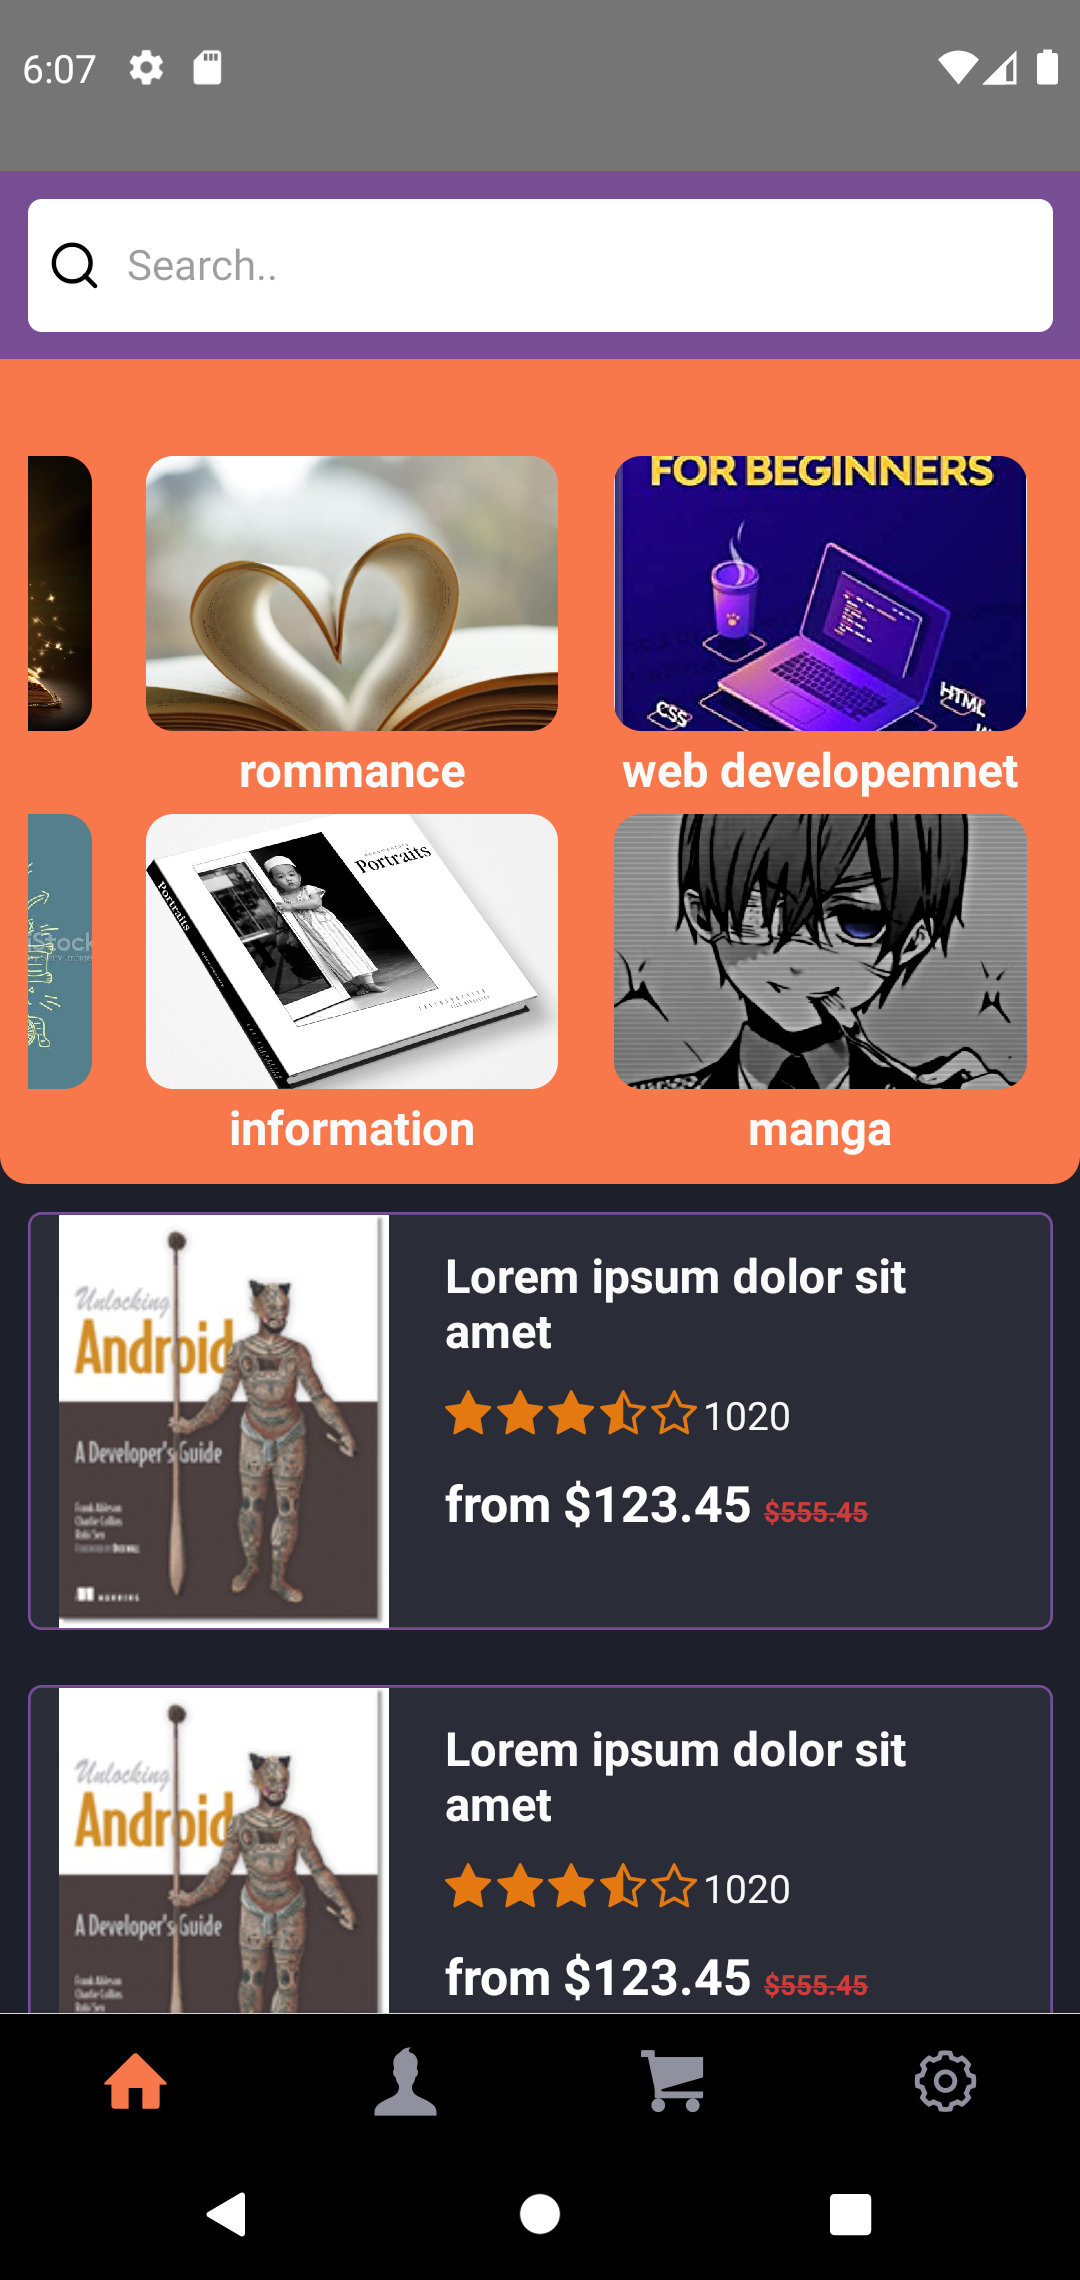 6:07
Search..
FOR BEGINNERS
CSS
HTML
rommance
web developemnet
iStock
Portraits
Portraits
information
manga
Unlocking
Android
A Developer's Guide
MANNING
Lorem ipsum dolor sit
amet
1020
from $123.45 $555.45
Unlocking
Android
A Developer's Guide
Lorem ipsum dolor sit
amet
1020
from $123.45 $555.45